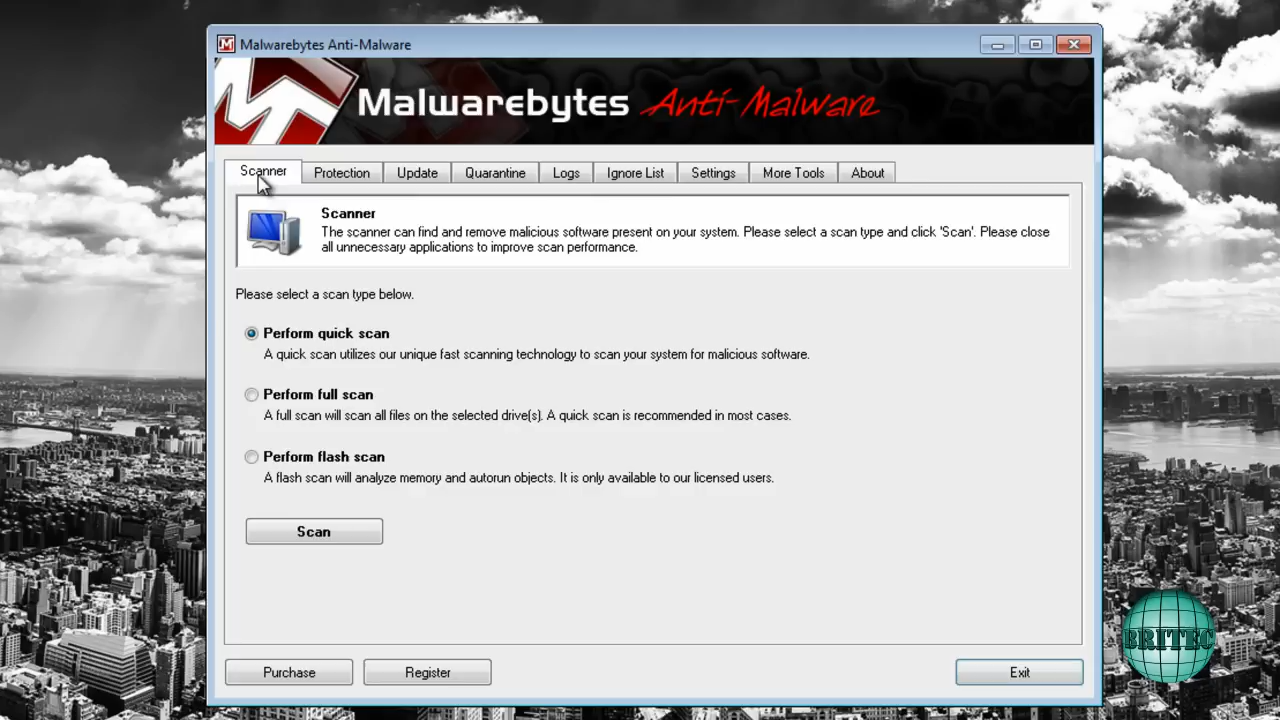 Malwarebytes Anti-Malware
Malwarebytes Anti-Malware
Scanner Protection Update Quarantine Logs Ignore List Settings More Tools About
Scanner
The scanner can find and remove malicious software present on your system. Please select a scan type and click 'Scan'. Please close
all unnecessary applications to improve scan performance.
Please select a scan type below.
Perform quick scan
A quick scan utilizes our unique fast scanning technology to scan your system for malicious software.
Perform full scan
A full scan will scan all files on the selected drive(s). A quick scan is recommended in most cases.
Perform flash scan
A flash scan will analyze memory and autorun objects. It is only available to our licensed users.
Scan
Purchase Register Exit
BRITEC